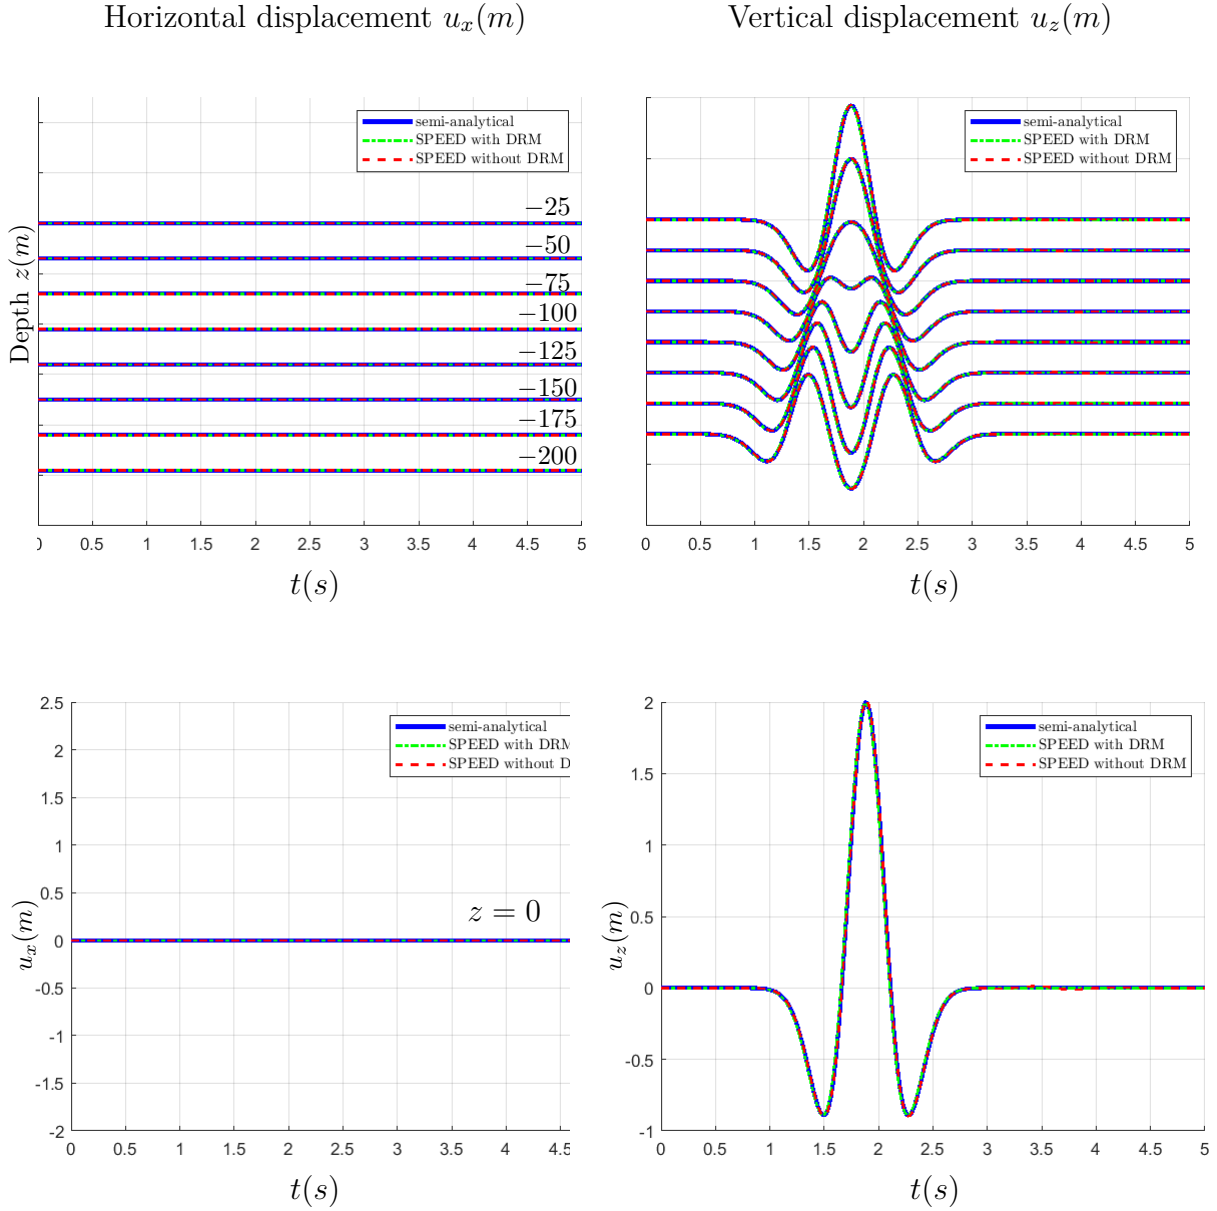 Horizontal displacement u_x(m)
Vertical displacement u_z(m)
semi-analytical
SPEED with DRM
SPEED without DRM
−25
−50
−75
−100
−125
−150
−175
−200
Depth z(m)
0 0.5 1 1.5 2 2.5 3 3.5 4 4.5 5
t(s)
semi-analytical
SPEED with DRM
SPEED without DRM
0 0.5 1 1.5 2 2.5 3 3.5 4 4.5 5
t(s)
2.5
2
1.5
1
0.5
0
-0.5
-1
-1.5
-2
u_x(m)
semi-analytical
SPEED with DRM
SPEED without D
z = 0
0 0.5 1 1.5 2 2.5 3 3.5 4 4.5
t(s)
2
1.5
1
0.5
0
-0.5
-1
u_z(m)
semi-analytical
SPEED with DRM
SPEED without DRM
0 0.5 1 1.5 2 2.5 3 3.5 4 4.5 5
t(s)